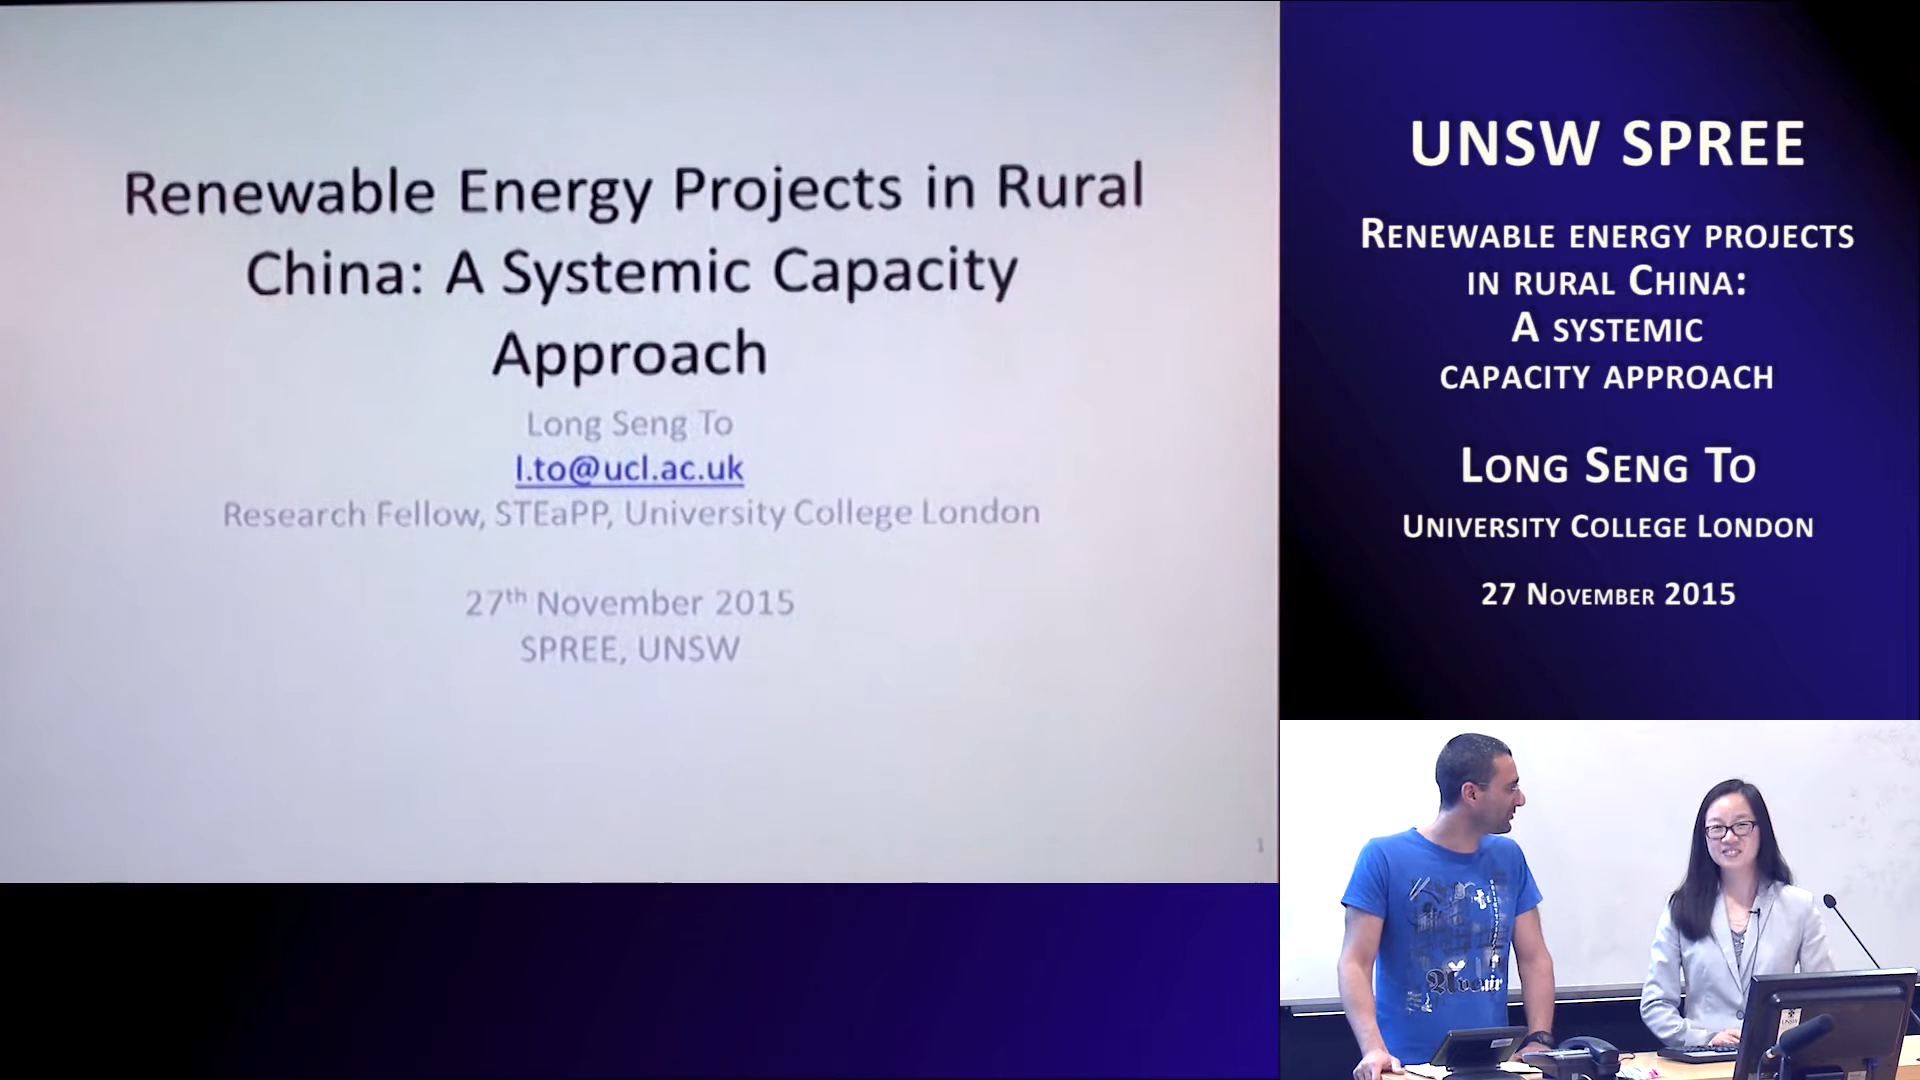 Renewable Energy Projects in Rural
China: A Systemic Capacity
Approach
Long Seng To
l.to@ucl.ac.uk
Research Fellow, STEaPP, University College London
27th November 2015
SPREE, UNSW
1
UNSW SPREE
RENEWABLE ENERGY PROJECTS
IN RURAL CHINA:
A SYSTEMIC
CAPACITY APPROACH
LONG SENG TO
UNIVERSITY COLLEGE LONDON
27 NOVEMBER 2015